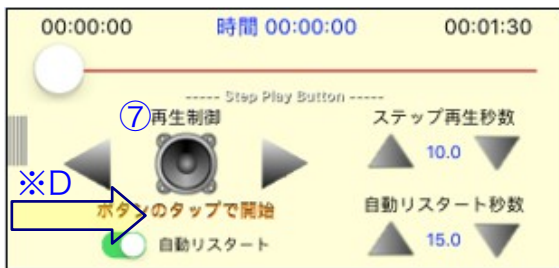 00:00:00 時間 00:00:00 00:01:30
----- Step Play Button -----
⑦再生制御 ステップ再生秒数
10.0
※D
ボタンのタップで開始 自動リスタート秒数
自動リスタート 15.0